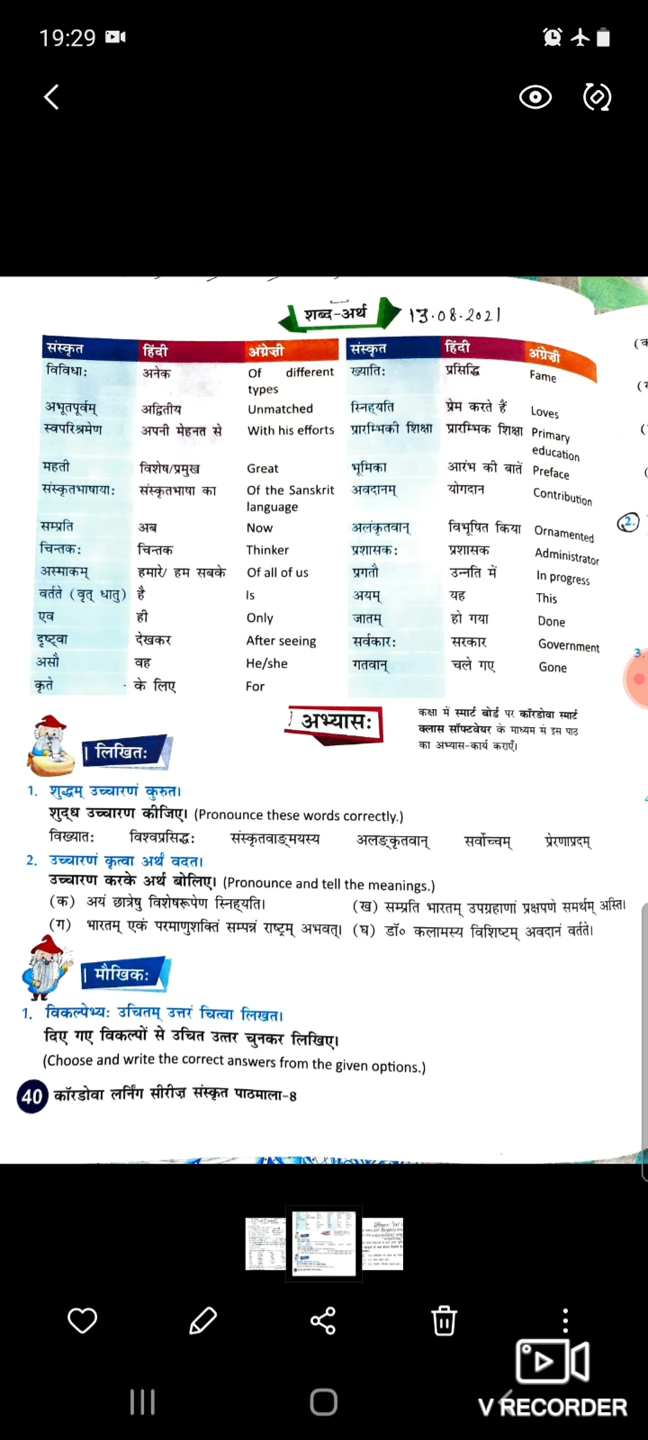 19:29
शब्द-अर्थ 13.08.2021
संस्कृत हिंदी अंग्रेज़ी संस्कृत हिंदी अंग्रेज़ी
विविधाः अनेक Of different types ख्यातिः प्रसिद्धि Fame
अभूतपूर्वम् अद्वितीय Unmatched स्निह्यति प्रेम करते हैं Loves
स्वपरिश्रमेण अपनी मेहनत से With his efforts प्रारम्भिकी शिक्षा प्रारम्भिक शिक्षा Primary education
महती विशेष/प्रमुख Great भूमिका आरंभ की बातें Preface
संस्कृतभाषायाः संस्कृतभाषा का Of the Sanskrit language अवदानम् योगदान Contribution
सम्प्रति अब Now अलंकृतवान् विभूषित किया Ornamented
चिन्तकः चिन्तक Thinker प्रशासकः प्रशासक Administrator
अस्माकम् हमारे/ हम सबके Of all of us प्रगतौ उन्नति में In progress
वर्तते (वृत् धातु) है Is अयम् यह This
एव ही Only जातम् हो गया Done
दृष्ट्वा देखकर After seeing सर्वकारः सरकार Government
असौ वह He/she गतवान् चले गए Gone
कृते के लिए For
अभ्यासः
कक्षा में स्मार्ट बोर्ड पर कॉरडोवा स्मार्ट
क्लास सॉफ्टवेयर के माध्यम से इस पाठ
का अभ्यास-कार्य कराएँ।
लिखितः
1. शुद्धम् उच्चारणं कुरुत।
शुद्ध उच्चारण कीजिए। (Pronounce these words correctly.)
विख्यातः विश्वप्रसिद्धः संस्कृतवाङ्मयस्य अलङ्कृतवान् सर्वोच्चम् प्रेरणाप्रदम्
2. उच्चारणं कृत्वा अर्थं वदत।
उच्चारण करके अर्थ बोलिए। (Pronounce and tell the meanings.)
(क) अयं छात्रेषु विशेषरूपेण स्निह्यति। (ख) सम्प्रति भारतम् उपग्रहाणां प्रक्षपणे समर्थम् अस्ति।
(ग) भारतम् एकं परमाणुशक्तिं सम्पन्नं राष्ट्रम् अभवत्। (घ) डॉ० कलामस्य विशिष्टम् अवदानं वर्तते।
मौखिकः
1. विकल्पेभ्यः उचितम् उत्तरं चित्वा लिखत।
दिए गए विकल्पों से उचित उत्तर चुनकर लिखिए।
(Choose and write the correct answers from the given options.)
40 कॉरडोवा लर्निंग सीरीज़ संस्कृत पाठमाला-8
2.
3.
V RECORDER